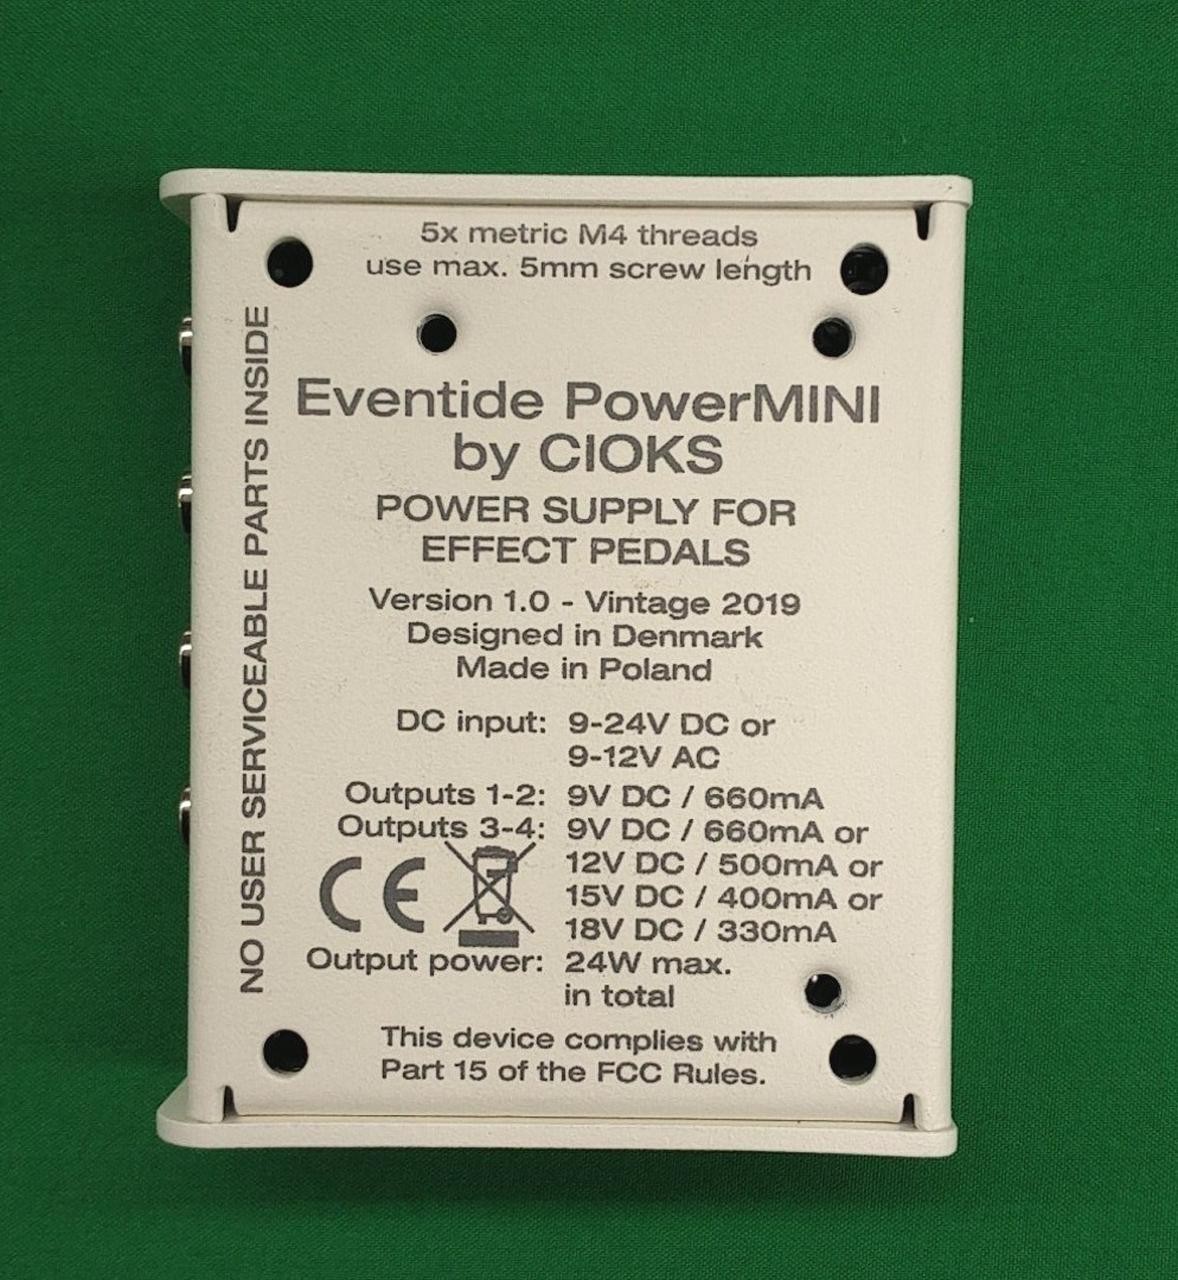 5x metric M4 threads
use max. 5mm screw length
NO USER SERVICEABLE PARTS INSIDE
Eventide PowerMINI
by CIOKS
POWER SUPPLY FOR
EFFECT PEDALS
Version 1.0 - Vintage 2019
Designed in Denmark
Made in Poland
DC input: 9-24V DC or
9-12V AC
Outputs 1-2: 9V DC / 660mA
Outputs 3-4: 9V DC / 660mA or
12V DC / 500mA or
15V DC / 400mA or
CE
18V DC / 330mA
Output power: 24W max.
in total
This device complies with
Part 15 of the FCC Rules.